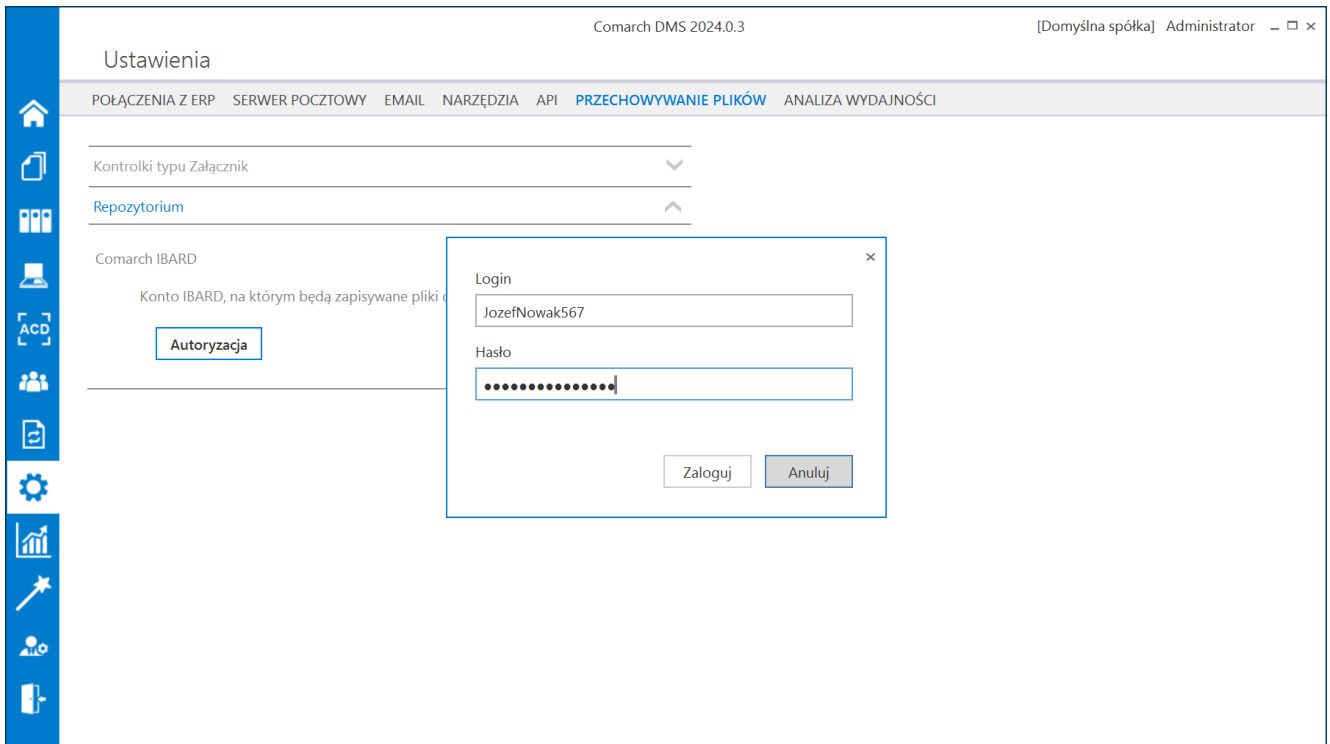 Comarch DMS 2024.0.3
[Domyślna spółka] Administrator
Ustawienia
POŁĄCZENIA Z ERP SERWER POCZTOWY EMAIL NARZĘDZIA API PRZECHOWYWANIE PLIKÓW ANALIZA WYDAJNOŚCI
Kontrolki typu Załącznik
Repozytorium
Comarch IBARD
Konto IBARD, na którym będą zapisywane pliki
Autoryzacja
ACD
Login
JozefNowak567
Hasło
●●●●●●●●●●●●●●●
Zaloguj Anuluj